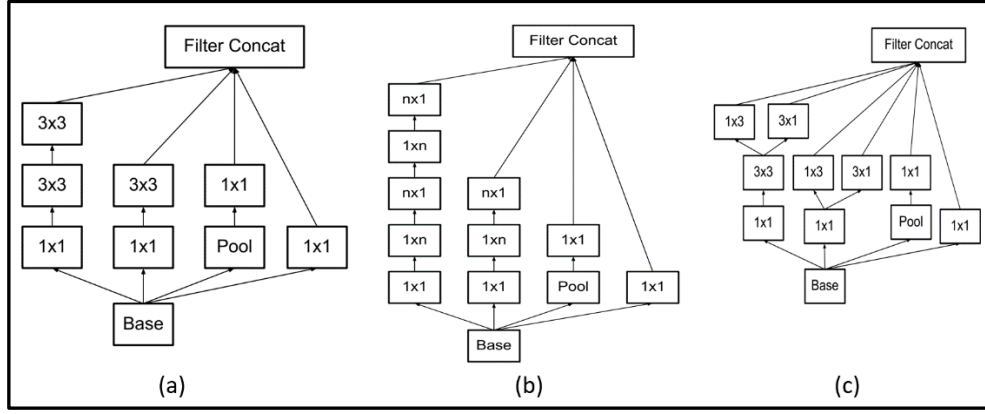 Filter Concat
3x3
3x3 3x3 1x1
1x1 1x1 Pool 1x1
Base
(a)
Filter Concat
nx1
1xn
nx1 nx1
1xn 1xn 1x1
1x1 1x1 Pool 1x1
Base
(b)
Filter Concat
1x3 3x1
3x3 1x3 3x1 1x1
1x1 1x1 Pool 1x1
Base
(c)